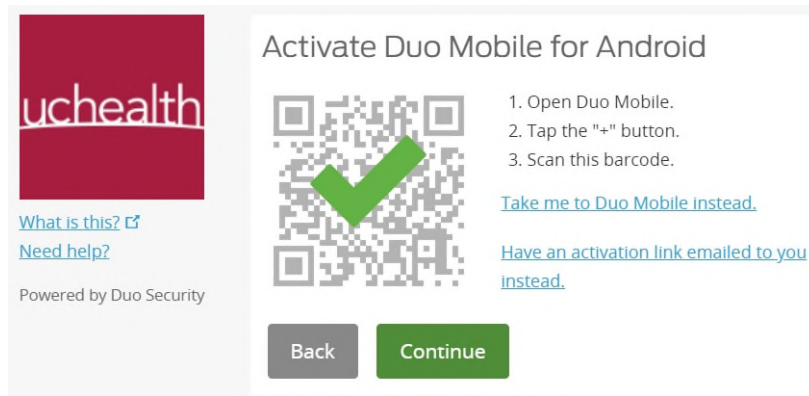 uchealth
What is this?
Need help?
Powered by Duo Security
Activate Duo Mobile for Android
1. Open Duo Mobile.
2. Tap the "+" button.
3. Scan this barcode.
Take me to Duo Mobile instead.
Have an activation link emailed to you
instead.
Back
Continue